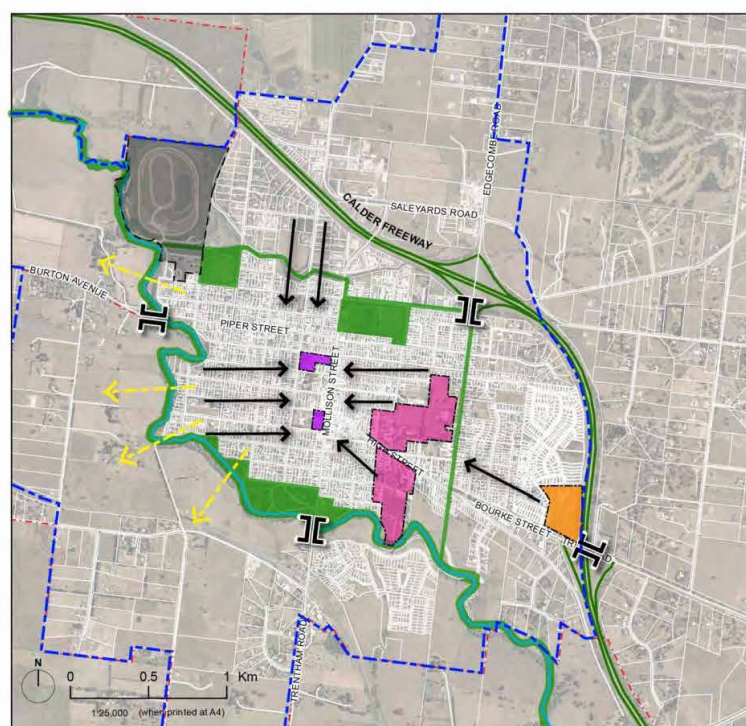 EDGECOMBE ROAD
SALEYARDS ROAD
CALDER FREEWAY
BURTON AVENUE
PIPER STREET
MOLLISON STREET
STREET
BOURKE STREET
TRENTHAM ROAD
N
0 0.5 1 Km
1:25,000 (when printed at A4)